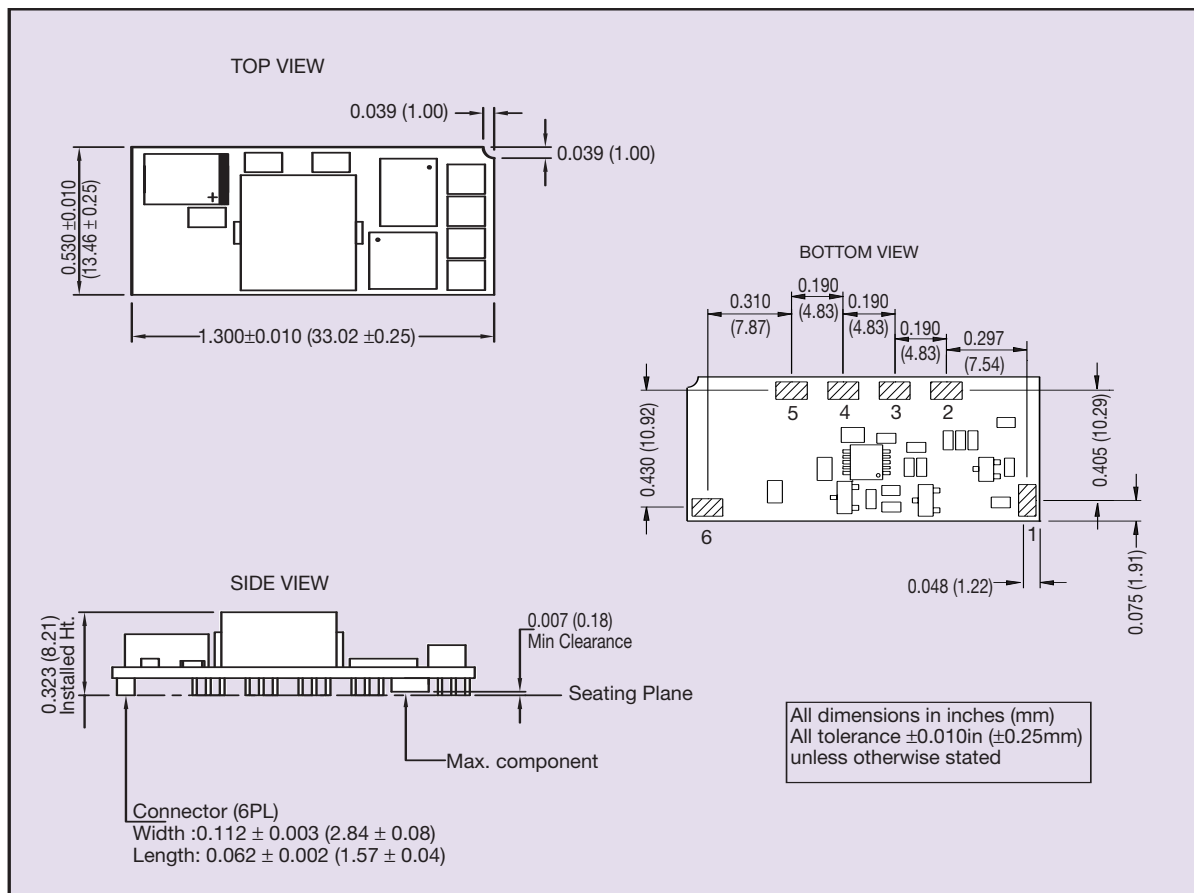 TOP VIEW
0.039 (1.00)
0.039 (1.00)
0.530 ±0.010
(13.46 ± 0.25)
+
1.300±0.010 (33.02 ±0.25)
BOTTOM VIEW
0.190
(4.83)
0.310
(7.87)
0.190
(4.83)
0.190
(4.83)
0.297
(7.54)
5
4
3
2
0.430 (10.92)
0.405 (10.29)
6
1
0.048 (1.22)
0.075 (1.91)
SIDE VIEW
0.323 (8.21)
Installed Ht.
0.007 (0.18)
Min Clearance
Seating Plane
Max. component
Connector (6PL)
Width :0.112 ± 0.003 (2.84 ± 0.08)
Length: 0.062 ± 0.002 (1.57 ± 0.04)
All dimensions in inches (mm)
All tolerance ±0.010in (±0.25mm)
unless otherwise stated